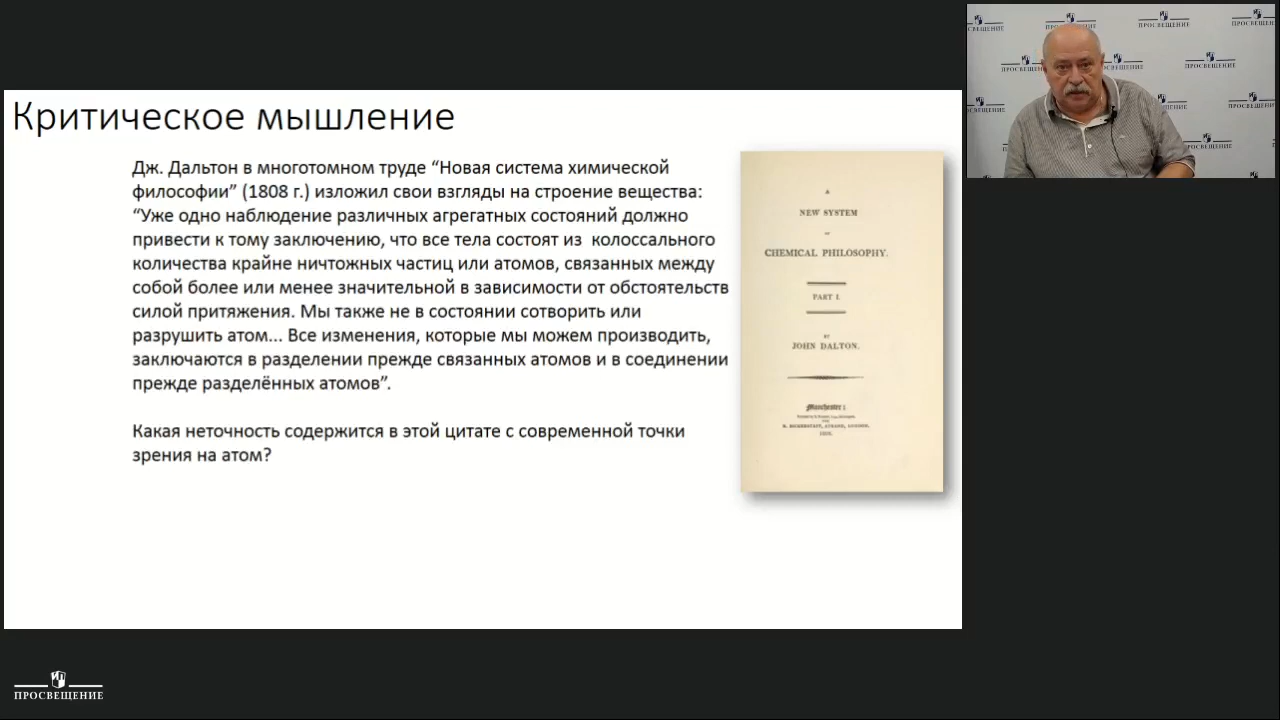 Критическое мышление
Дж. Дальтон в многотомном труде “Новая система химической
философии” (1808 г.) изложил свои взгляды на строение вещества:
“Уже одно наблюдение различных агрегатных состояний должно
привести к тому заключению, что все тела состоят из колоссального
количества крайне ничтожных частиц или атомов, связанных между
собой более или менее значительной в зависимости от обстоятельств
силой притяжения. Мы также не в состоянии сотворить или
разрушить атом... Все изменения, которые мы можем производить,
заключаются в разделении прежде связанных атомов и в соединении
прежде разделённых атомов”.
Какая неточность содержится в этой цитате с современной точки
зрения на атом?
A
NEW SYSTEM
OF
CHEMICAL PHILOSOPHY.
PART I.
BY
JOHN DALTON.
Manchester:
ПРОСВЕЩЕНИЕ
ПРОСВЕЩЕНИЕ
ПРОСВЕЩЕНИЕ
ПРОСВЕЩЕНИЕ
ПРОСВЕЩЕНИЕ